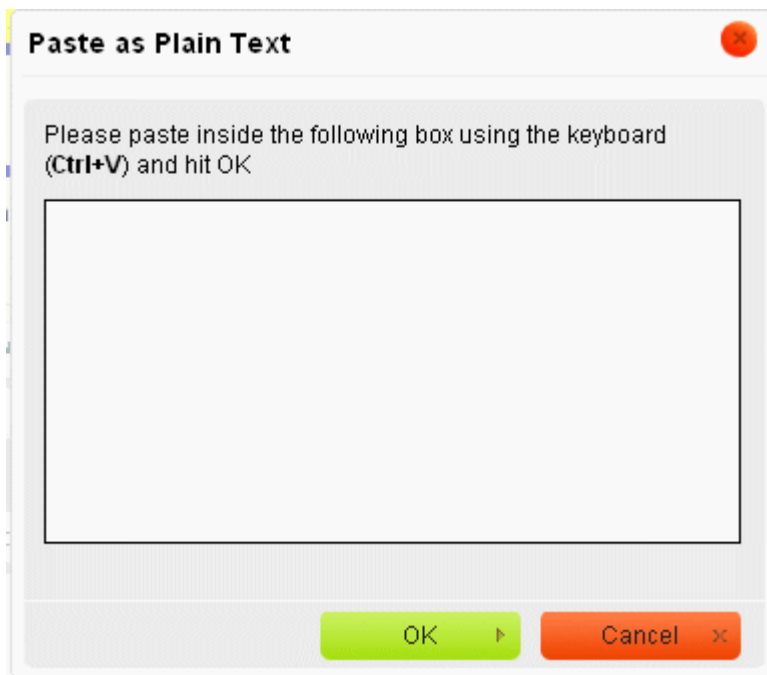 Paste as Plain Text
Please paste inside the following box using the keyboard
(Ctrl+V) and hit OK
OK
Cancel